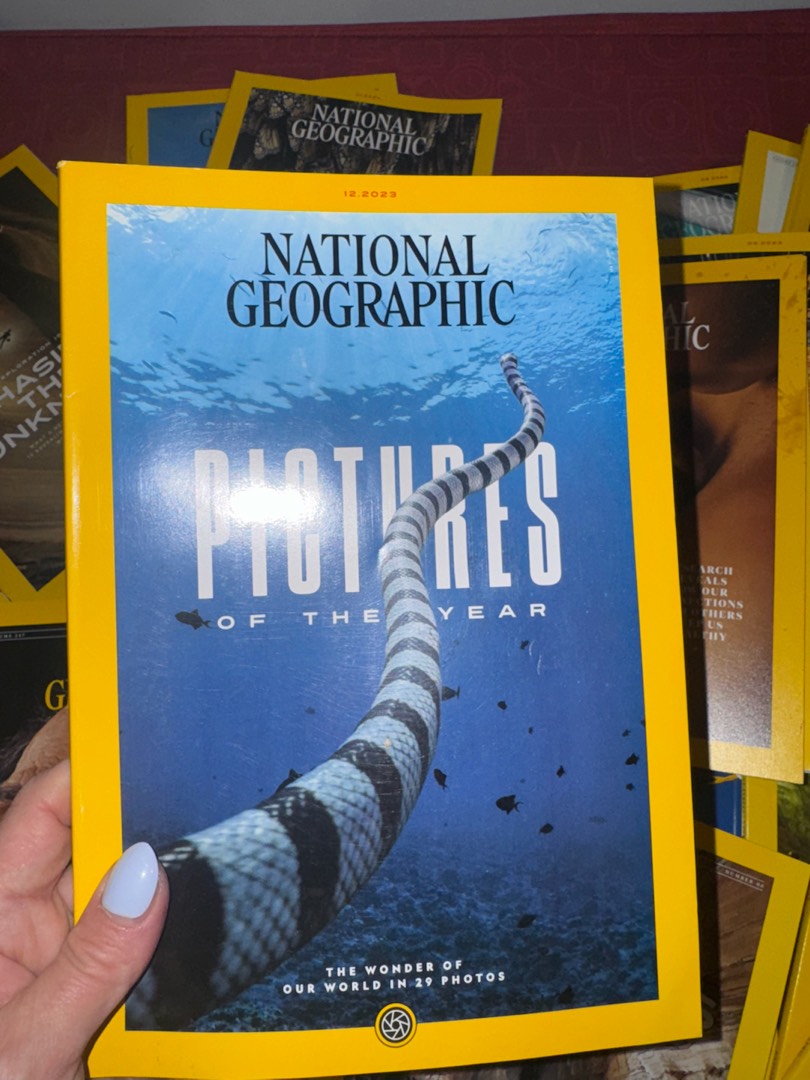 NATIONAL
GEOGRAPHIC
12.2023
NATIONAL
GEOGRAPHIC
PICTURES
OF THE YEAR
THE WONDER OF
OUR WORLD IN 29 PHOTOS